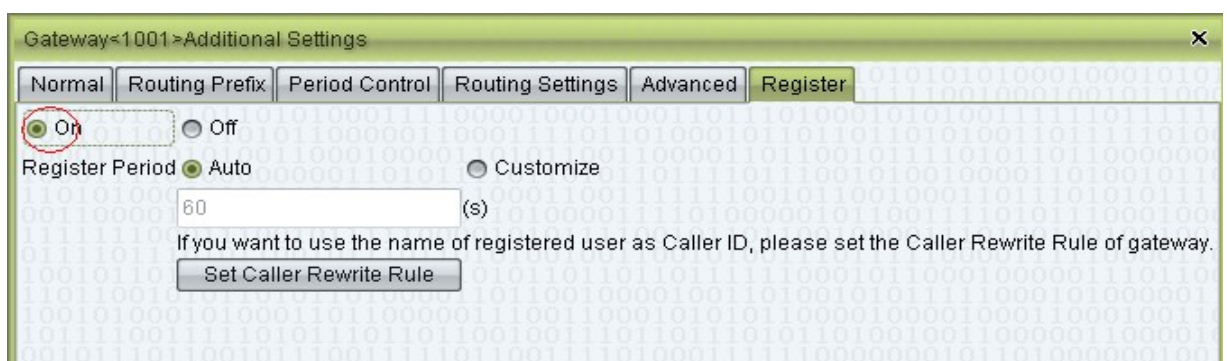 Gateway<1001>Additional Settings
Normal Routing Prefix Period Control Routing Settings Advanced Register
On Off
Register Period Auto Customize
60 (s)
If you want to use the name of registered user as Caller ID, please set the Caller Rewrite Rule of gateway.
Set Caller Rewrite Rule